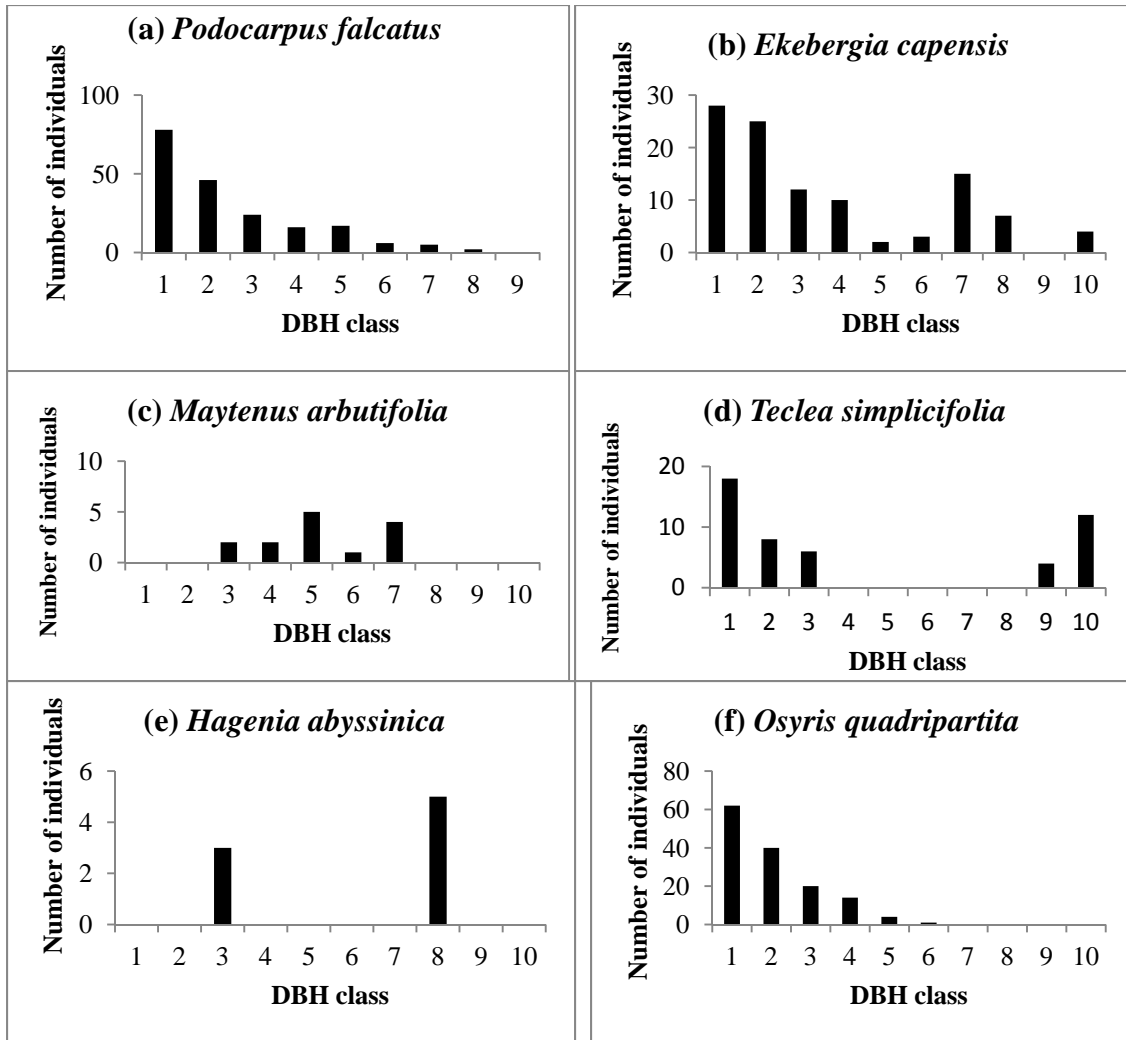 (a) Podocarpus falcatus
Number of individuals
100
50
0
1 2 3 4 5 6 7 8 9
DBH class
(b) Ekebergia capensis
Number of individuals
30
20
10
0
1 2 3 4 5 6 7 8 9 10
DBH class
(c) Maytenus arbutifolia
Number of individuals
10
5
0
1 2 3 4 5 6 7 8 9 10
DBH class
(d) Teclea simplicifolia
Number of individuals
20
10
0
1 2 3 4 5 6 7 8 9 10
DBH class
(e) Hagenia abyssinica
Number of individuals
6
4
2
0
1 2 3 4 5 6 7 8 9 10
DBH class
(f) Osyris quadripartita
Number of individuals
80
60
40
20
0
1 2 3 4 5 6 7 8 9 10
DBH class